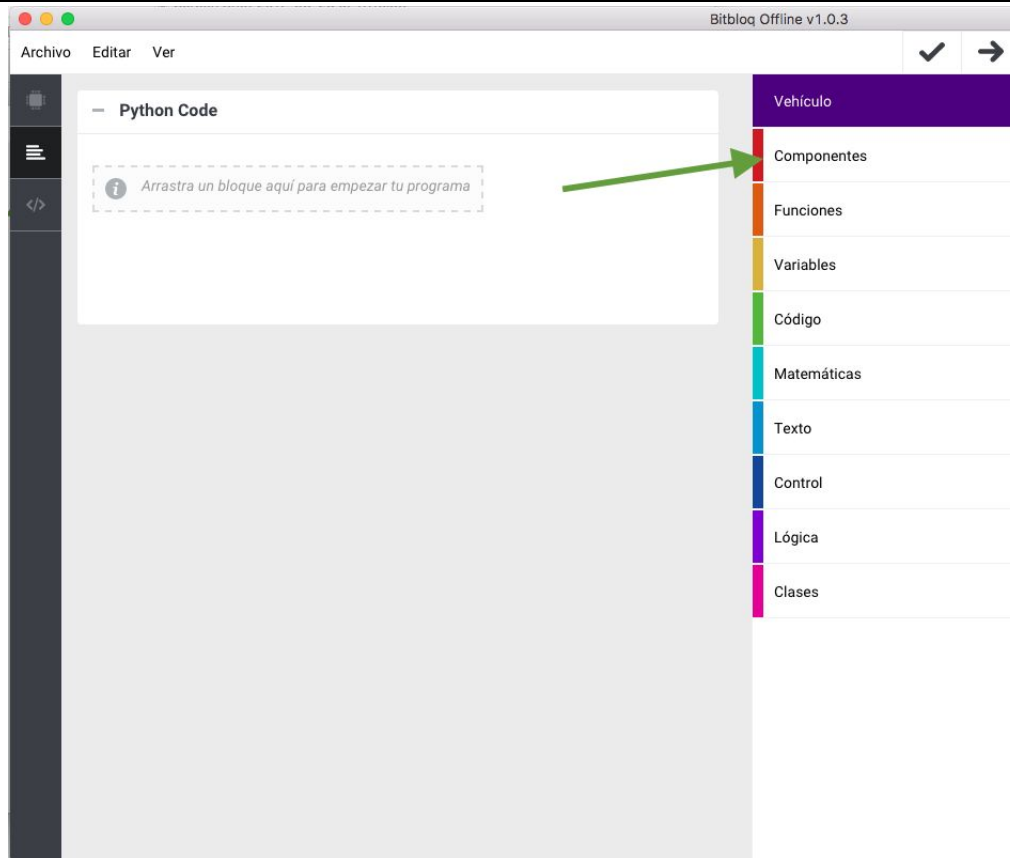 Bitbloq Offline v1.0.3
Archivo Editar Ver
Python Code
Arrastra un bloque aquí para empezar tu programa
Vehículo
Componentes
Funciones
Variables
Código
Matemáticas
Texto
Control
Lógica
Clases